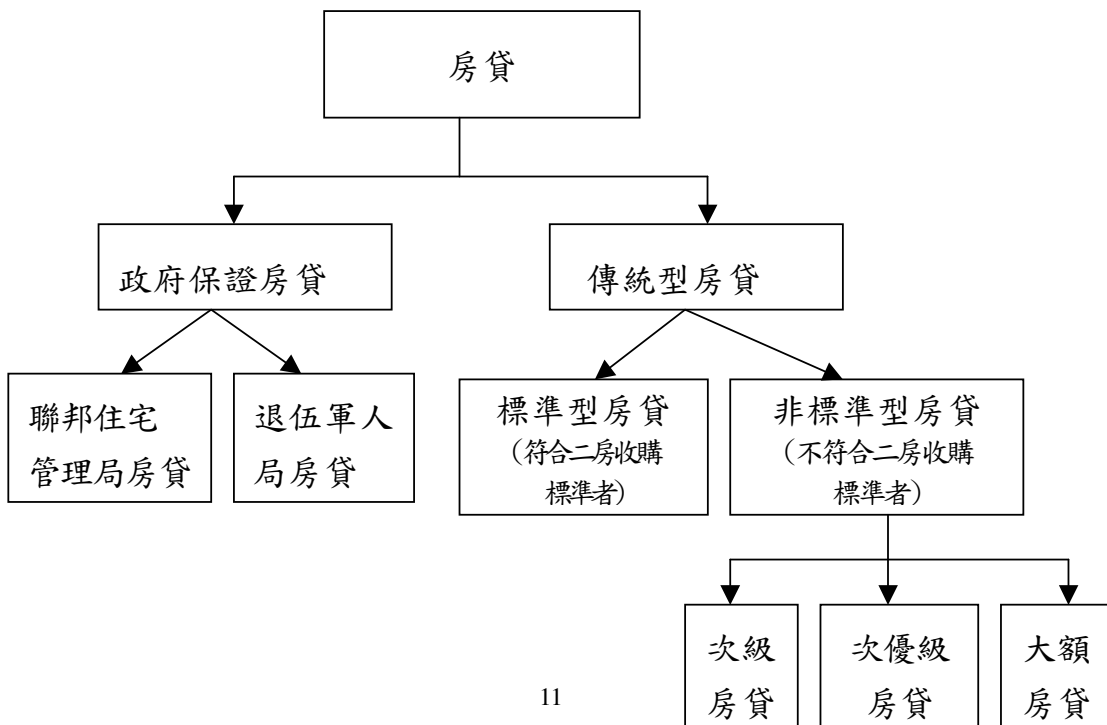 房貸
政府保證房貸
傳統型房貸
聯邦住宅
管理局房貸
退伍軍人
局房貸
標準型房貸
（符合二房收購
標準者）
非標準型房貸
（不符合二房收購
標準者）
次級
房貸
次優級
房貸
大額
房貸
11